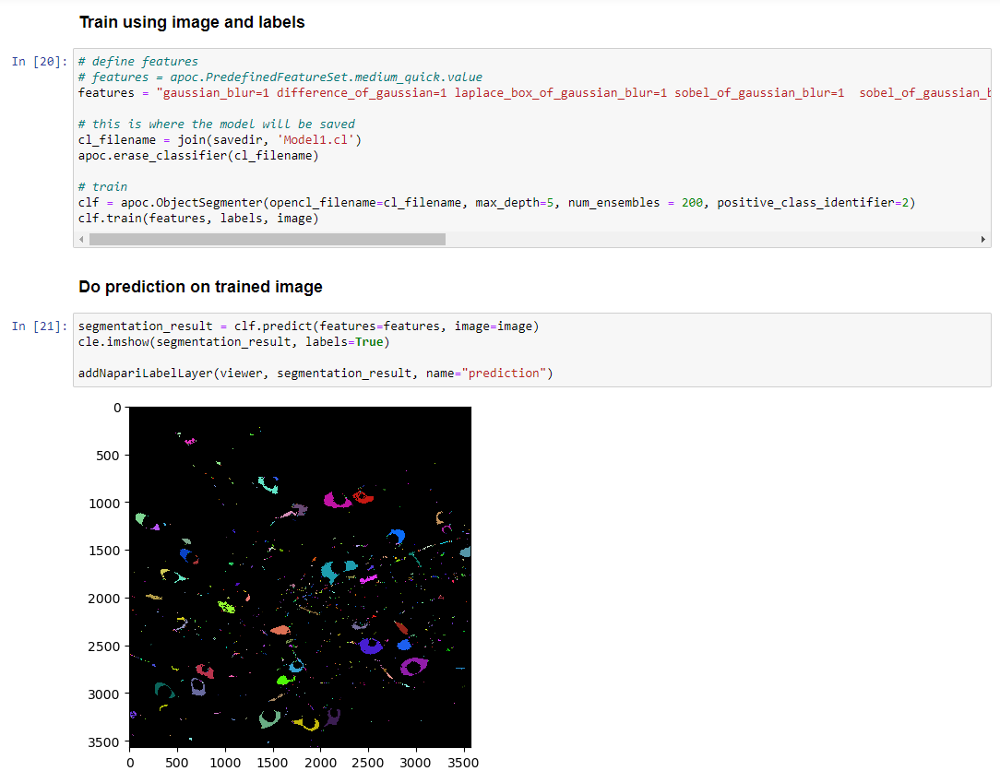 Train using image and labels
In [20]:
# define features
# features = apoc.PredefinedFeatureSet.medium_quick.value
features = "gaussian_blur=1 difference_of_gaussian=1 laplace_box_of_gaussian_blur=1 sobel_of_gaussian_blur=1  sobel_of_gaussian_b
# this is where the model will be saved
cl_filename = join(savedir, 'Model1.cl')
apoc.erase_classifier(cl_filename)
# train
clf = apoc.ObjectSegmenter(opencl_filename=cl_filename, max_depth=5, num_ensembles = 200, positive_class_identifier=2)
clf.train(features, labels, image)
Do prediction on trained image
In [21]:
segmentation_result = clf.predict(features=features, image=image)
cle.imshow(segmentation_result, labels=True)
addNapariLabelLayer(viewer, segmentation_result, name="prediction")
0
500
1000
1500
2000
2500
3000
3500
0 500 1000 1500 2000 2500 3000 3500